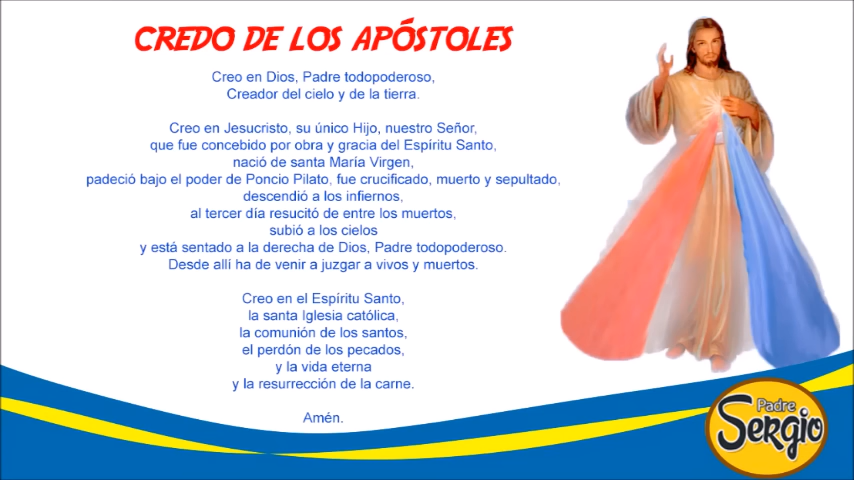 CREDO DE LOS APÓSTOLES
Creo en Dios, Padre todopoderoso,
Creador del cielo y de la tierra.
Creo en Jesucristo, su único Hijo, nuestro Señor,
que fue concebido por obra y gracia del Espíritu Santo,
nació de santa María Virgen,
padeció bajo el poder de Poncio Pilato, fue crucificado, muerto y sepultado,
descendió a los infiernos,
al tercer día resucitó de entre los muertos,
subió a los cielos
y está sentado a la derecha de Dios, Padre todopoderoso.
Desde allí ha de venir a juzgar a vivos y muertos.
Creo en el Espíritu Santo,
la santa Iglesia católica,
la comunión de los santos,
el perdón de los pecados,
y la vida eterna
y la resurrección de la carne.
Amén.
Padre
Sergio